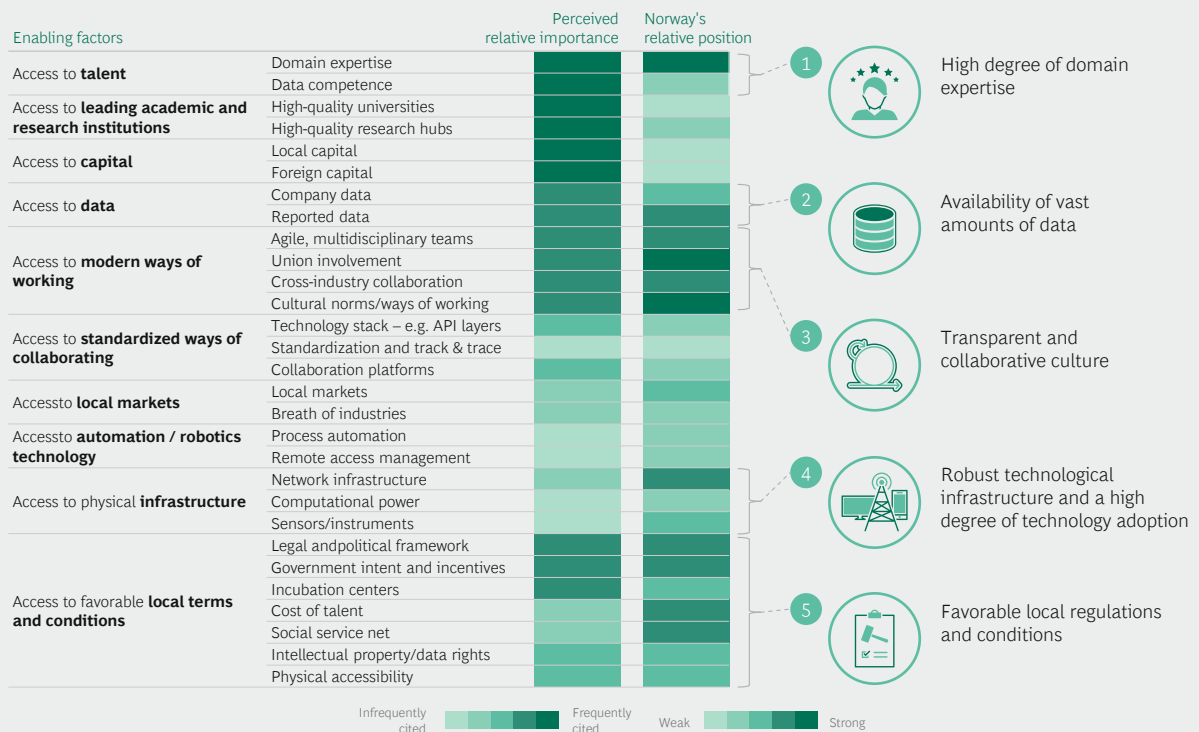 Enabling factors
Perceived
relative importance
Norway's
relative position
Access to talent
Domain expertise
Data competence
Access to leading academic and
research institutions
High-quality universities
High-quality research hubs
Access to capital
Local capital
Foreign capital
Access to data
Company data
Reported data
Access to modern ways of
working
Agile, multidisciplinary teams
Union involvement
Cross-industry collaboration
Cultural norms/ways of working
Access to standardized ways of
collaborating
Technology stack – e.g. API layers
Standardization and track & trace
Collaboration platforms
Accessto local markets
Local markets
Breath of industries
Accessto automation / robotics
technology
Process automation
Remote access management
Access to physical infrastructure
Network infrastructure
Computational power
Sensors/instruments
Access to favorable local terms
and conditions
Legal andpolitical framework
Government intent and incentives
Incubation centers
Cost of talent
Social service net
Intellectual property/data rights
Physical accessibility
1
High degree of domain
expertise
2
Availability of vast
amounts of data
3
Transparent and
collaborative culture
4
Robust technological
infrastructure and a high
degree of technology adoption
5
Favorable local regulations
and conditions
Infrequently
cited
Frequently
cited
Weak
Strong